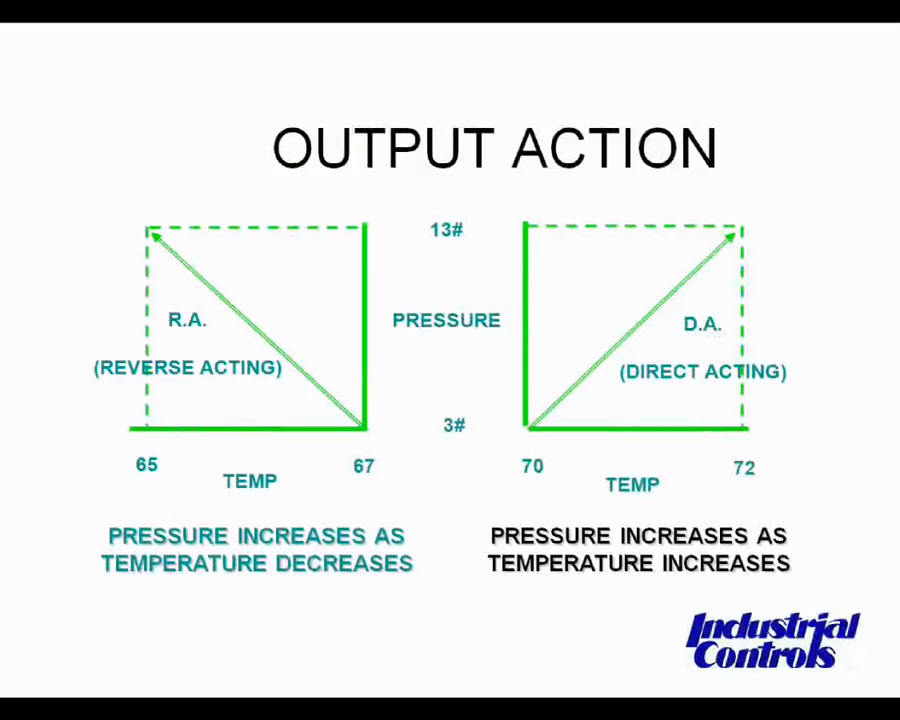 OUTPUT ACTION
13#
R.A.
PRESSURE
D.A.
(REVERSE ACTING)
(DIRECT ACTING)
3#
65
67
70
72
TEMP
TEMP
PRESSURE INCREASES AS
TEMPERATURE DECREASES
PRESSURE INCREASES AS
TEMPERATURE INCREASES
Industrial
Controls